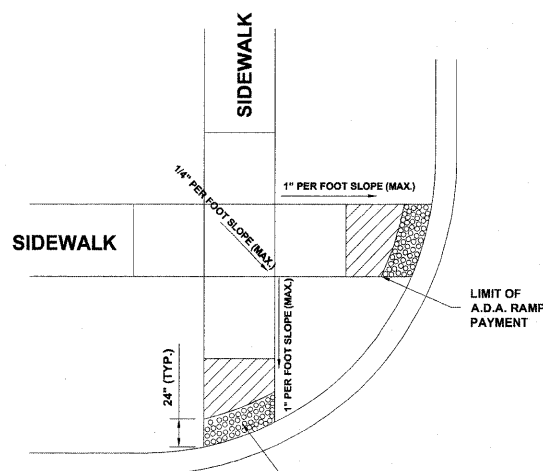 SIDEWALK
1/4" PER FOOT SLOPE (MAX.)
1" PER FOOT SLOPE (MAX.)
SIDEWALK
1" PER FOOT SLOPE (MAX.)
LIMIT OF
A.D.A. RAMP
PAYMENT
24" (TYP.)